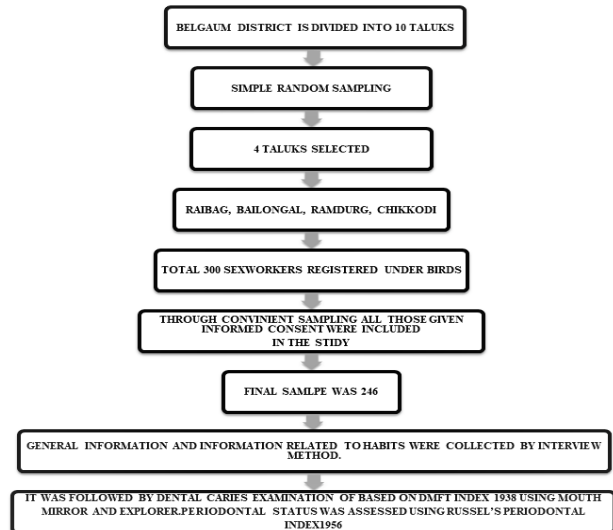 BELGAUM DISTRICT IS DIVIDED INTO 10 TALUKS
SIMPLE RANDOM SAMPLING
4 TALUKS SELECTED
RAIBAG, BAILONGAL, RAMDURG, CHIKKODI
TOTAL 300 SEXWORKERS REGISTERED UNDER BIRDS
THROUGH CONVINIENT SAMPLING ALL THOSE GIVEN
INFORMED CONSENT WERE INCLUDED
IN THE STIDY
FINAL SAMLPE WAS 246
GENERAL INFORMATION AND INFORMATION RELATED TO HABITS WERE COLLECTED BY INTERVIEW
METHOD.
IT WAS FOLLOWED BY DENTAL CARIES EXAMINATION OF BASED ON DMFT INDEX 1938 USING MOUTH
MIRROR AND EXPLORER.PERIODONTAL STATUS WAS ASSESSED USING RUSSEL'S PERIODONTAL
INDEX1956